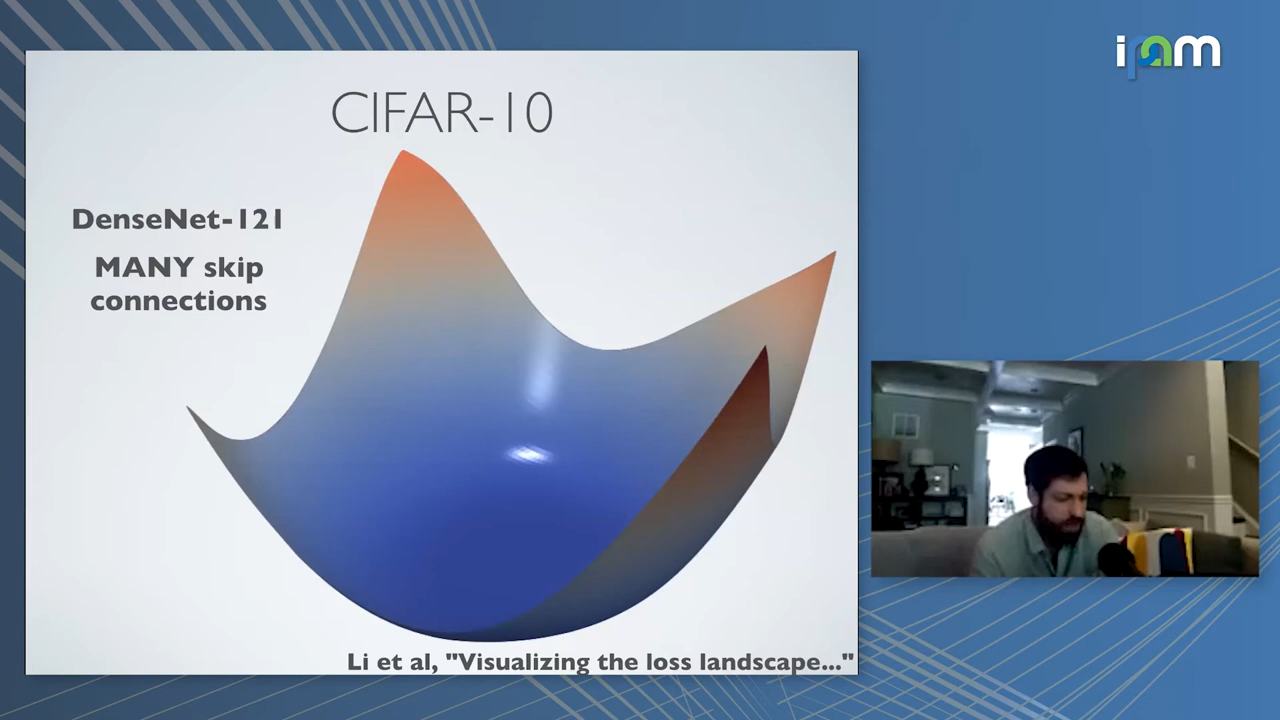 CIFAR-10
DenseNet-121
MANY skip
connections
Li et al, "Visualizing the loss landscape..."
ipam